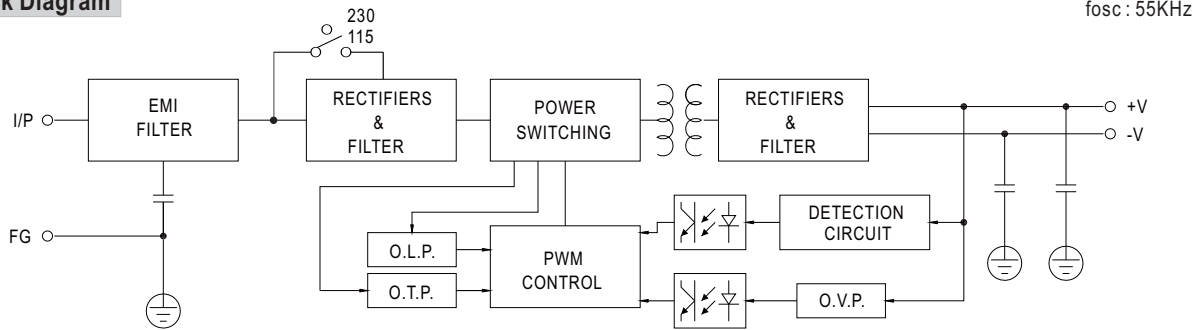 k Diagram
fosc : 55KHz
230
115
I/P
EMI
FILTER
RECTIFIERS
&
FILTER
POWER
SWITCHING
RECTIFIERS
&
FILTER
+V
-V
FG
O.L.P.
O.T.P.
PWM
CONTROL
DETECTION
CIRCUIT
O.V.P.